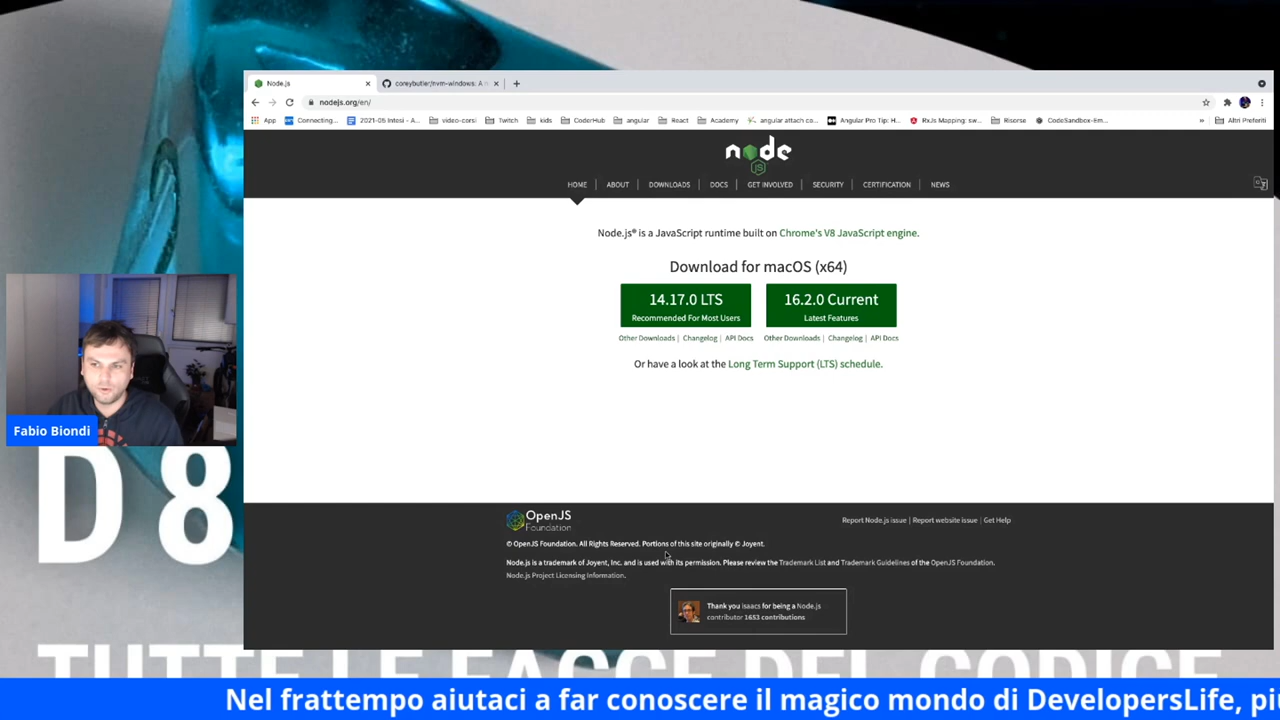 Node.js
coreybutler/nvm-windows: A
nodejs.org/en/
App
Connecting...
2021-05 Intesi - A...
video-corsi
Twitch
kids
CoderHub
angular
React
Academy
angular attach co...
Angular Pro Tip: H...
RxJs Mapping: sw...
Risorse
CodeSandbox-Em...
»
Altri Preferiti
node
JS
HOME
ABOUT
DOWNLOADS
DOCS
GET INVOLVED
SECURITY
CERTIFICATION
NEWS
Node.js® is a JavaScript runtime built on Chrome's V8 JavaScript engine.
Download for macOS (x64)
14.17.0 LTS
Recommended For Most Users
16.2.0 Current
Latest Features
Other Downloads | Changelog | API Docs
Other Downloads | Changelog | API Docs
Or have a look at the Long Term Support (LTS) schedule.
Fabio Biondi
D8
OpenJS
Foundation
Report Node.js issue | Report website issue | Get Help
© OpenJS Foundation. All Rights Reserved. Portions of this site originally © Joyent.
Node.js is a trademark of Joyent, Inc. and is used with its permission. Please review the Trademark List and Trademark Guidelines of the OpenJS Foundation.
Node.js Project Licensing Information.
Thank you isaacs for being a Node.js
contributor 1653 contributions
TUTTE LE FACCE DEL CODICE
Nel frattempo aiutaci a far conoscere il magico mondo di DevelopersLife, pi